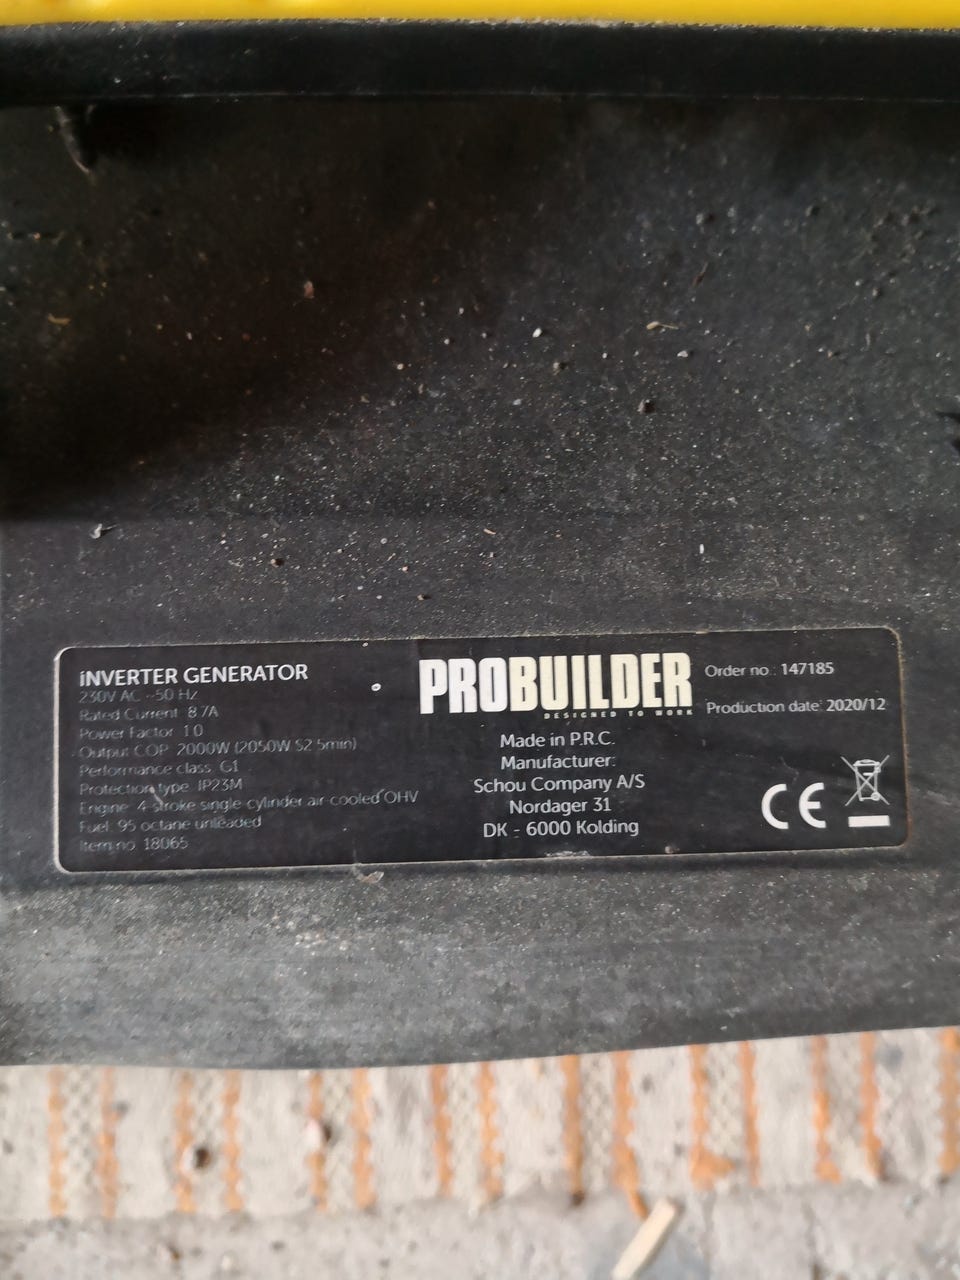 iNVERTER GENERATOR
230V AC ~50 Hz
Rated Current: 8.7A
Power Factor: 1.0
Output COP: 2000W (2050W S2 5min)
Performance class: G1
Protection type: IP23M
Engine: 4-stroke single-cylinder air-cooled OHV
Fuel: 95 octane unleaded
Item no. 18065
PROBUILDER
DESIGNED TO WORK
Made in P.R.C.
Manufacturer:
Schou Company A/S
Nordager 31
DK - 6000 Kolding
Order no.: 147185
Production date: 2020/12
CE